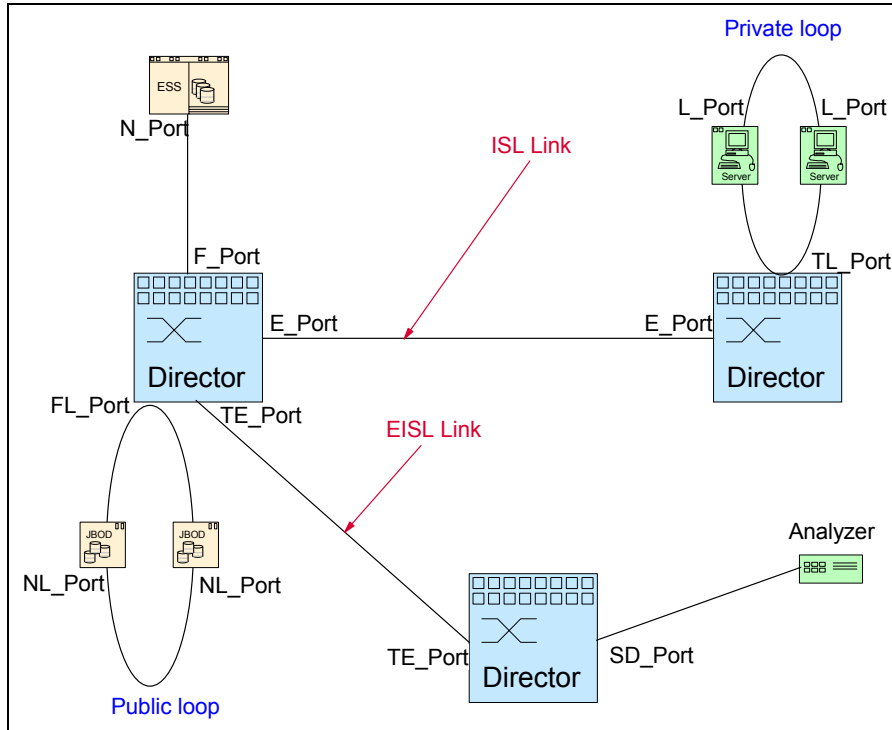 Private loop
ESS
N_Port
L_Port
L_Port
ISL Link
Server
Server
F_Port
TL_Port
E_Port
E_Port
Director
Director
FL_Port
TE_Port
EISL Link
JBOD
JBOD
Analyzer
NL_Port
NL_Port
TE_Port
Director
SD_Port
Public loop